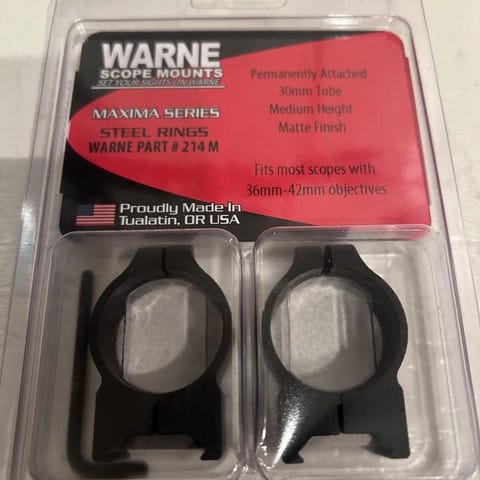 WARNE
SCOPE MOUNTS
SET YOUR SIGHTS ON WARNE
MAXIMA SERIES
STEEL RINGS
WARNE PART # 214 M
Permanently Attached
30mm Tube
Medium Height
Matte Finish
Fits most scopes with
36mm-42mm objectives
Proudly Made In
Tualatin, OR USA